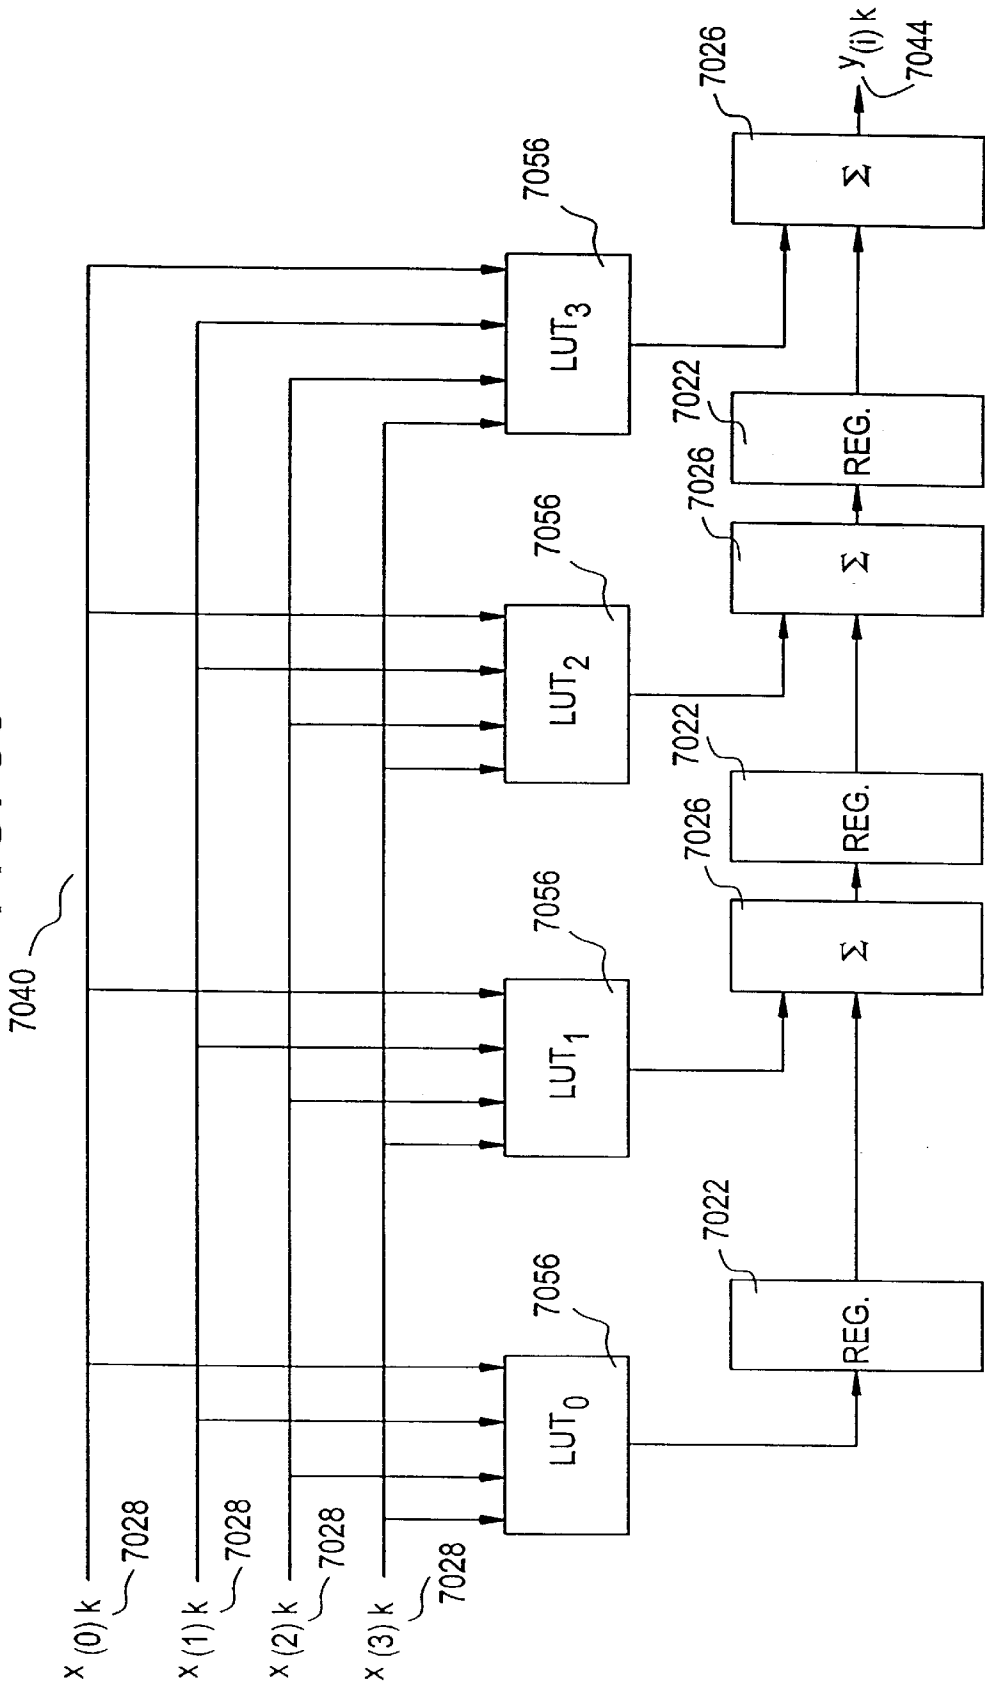 7040
x (0) k
7028
x (1) k
7028
x (2) k
7028
x (3) k
7028
LUT0
7056
LUT1
7056
LUT2
7056
LUT3
7056
REG.
7022
Σ
7026
REG.
7022
Σ
7026
REG.
7022
Σ
7026
y (i) k
7044